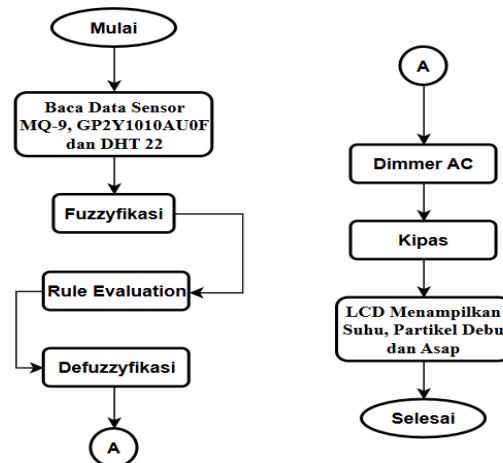 Mulai
Baca Data Sensor
MQ-9, GP2Y1010AU0F
dan DHT 22
Fuzzyfikasi
Rule Evaluation
Defuzzyfikasi
A
A
Dimmer AC
Kipas
LCD Menampilkan
Suhu, Partikel Debu
dan Asap
Selesai